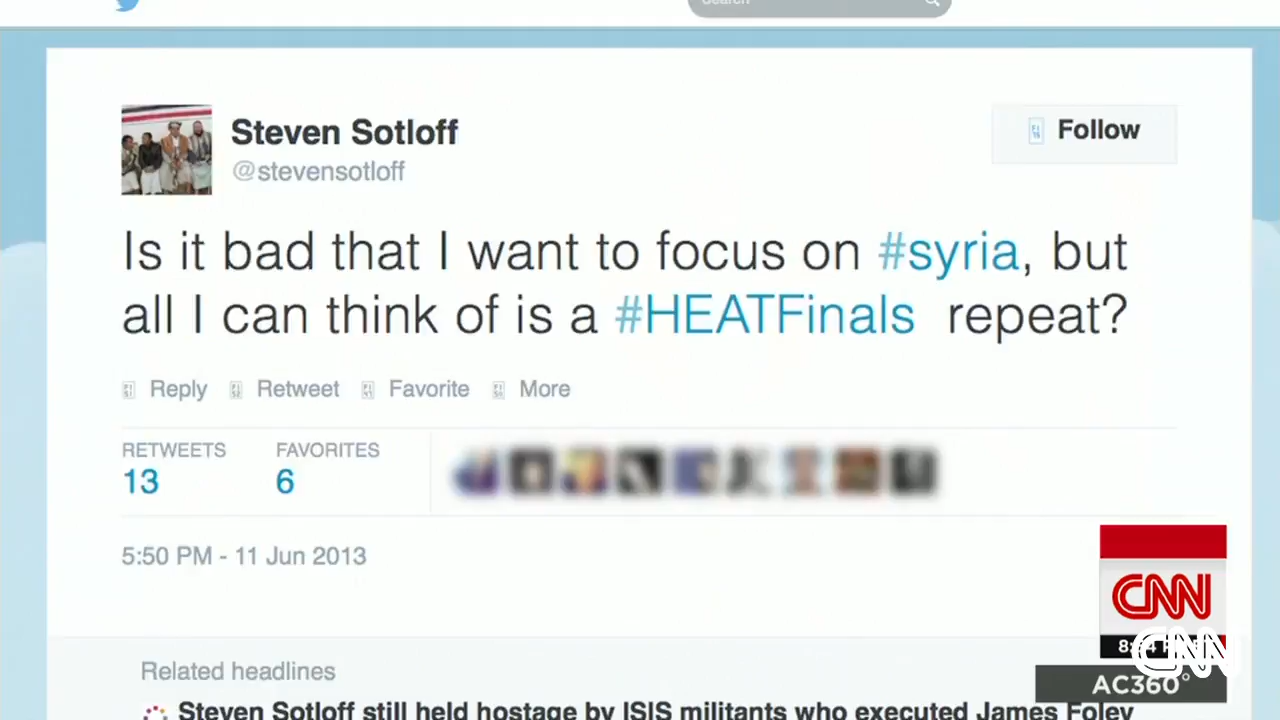 Search
Steven Sotloff
@stevensotloff
Follow
Is it bad that I want to focus on #syria, but
all I can think of is a #HEATFinals repeat?
Reply Retweet Favorite More
RETWEETS FAVORITES
13 6
5:50 PM - 11 Jun 2013
CNN
CNN
AC360°
Related headlines
Steven Sotloff still held hostage by ISIS militants who executed James Foley